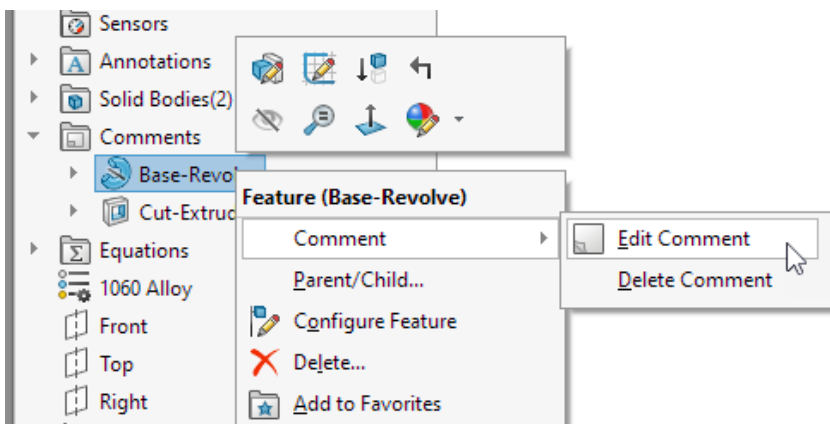 Sensors
Annotations
Solid Bodies(2)
Comments
Base-Revol
Cut-Extrud
Equations
1060 Alloy
Front
Top
Right
Feature (Base-Revolve)
Comment
Parent/Child...
Configure Feature
Delete...
Add to Favorites
Edit Comment
Delete Comment